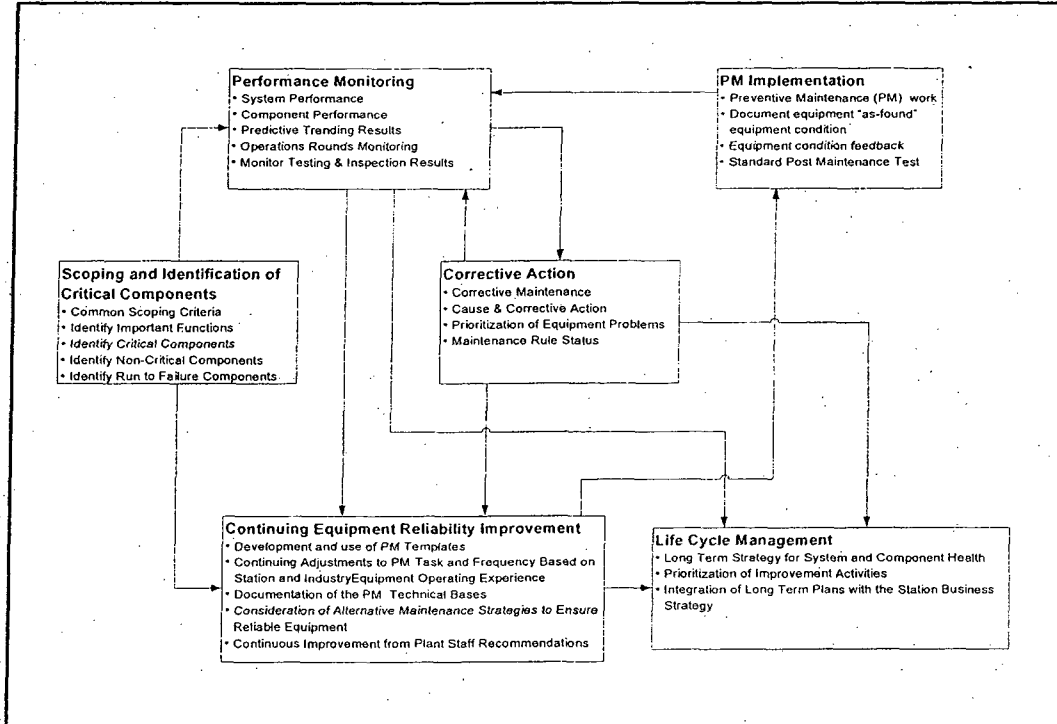 Performance Monitoring
• System Performance
• Component Performance
• Predictive Trending Results
• Operations Rounds Monitoring
• Monitor Testing & Inspection Results
PM Implementation
• Preventive Maintenance (PM) work
• Document equipment "as-found"
equipment condition
• Equipment condition feedback
• Standard Post Maintenance Test
Scoping and Identification of
Critical Components
• Common Scoping Criteria
• Identify Important Functions
• Identify Critical Components
• Identify Non-Critical Components
• Identify Run to Failure Components
Corrective Action
• Corrective Maintenance
• Cause & Corrective Action
• Prioritization of Equipment Problems
• Maintenance Rule Status
Continuing Equipment Reliability Improvement
• Development and use of PM Templates
• Continuing Adjustments to PM Task and Frequency Based on
Station and IndustryEquipment Operating Experience
• Documentation of the PM Technical Bases
• Consideration of Alternative Maintenance Strategies to Ensure
Reliable Equipment
• Continuous Improvement from Plant Staff Recommendations
Life Cycle Management
• Long Term Strategy for System and Component Health
• Prioritization of Improvement Activities
• Integration of Long Term Plans with the Station Business
Strategy